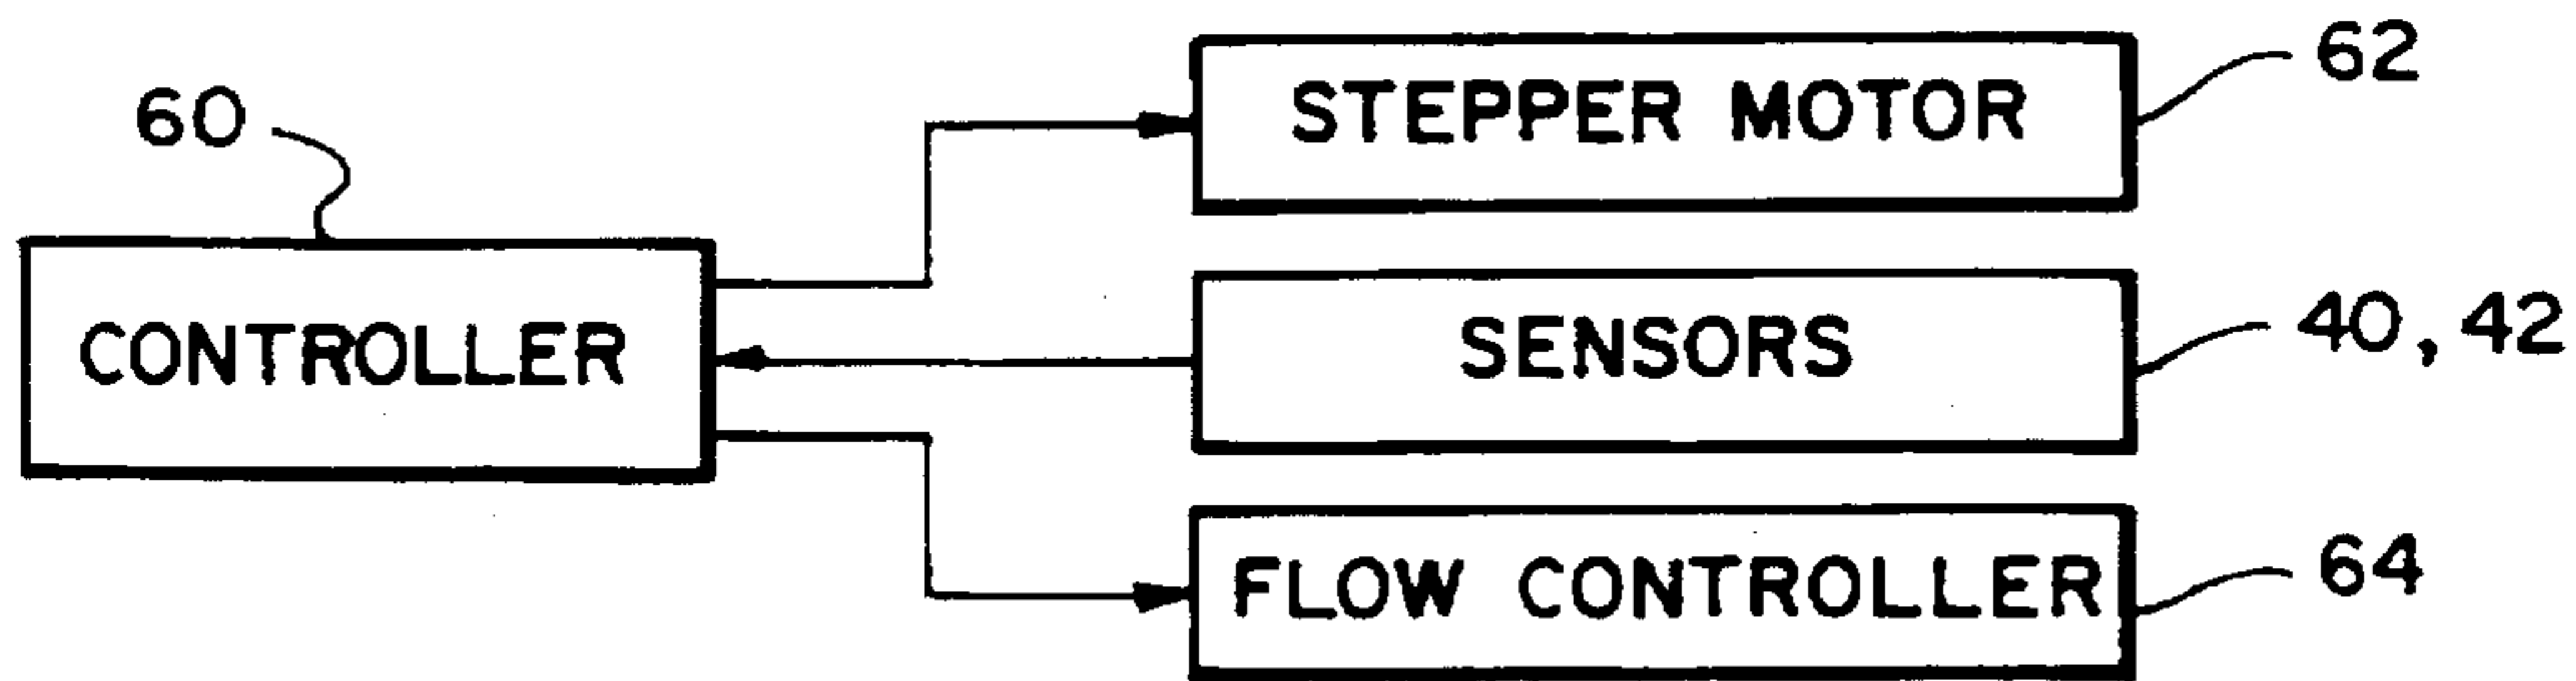 60
CONTROLLER
STEPPER MOTOR
62
SENSORS
40, 42
FLOW CONTROLLER
64